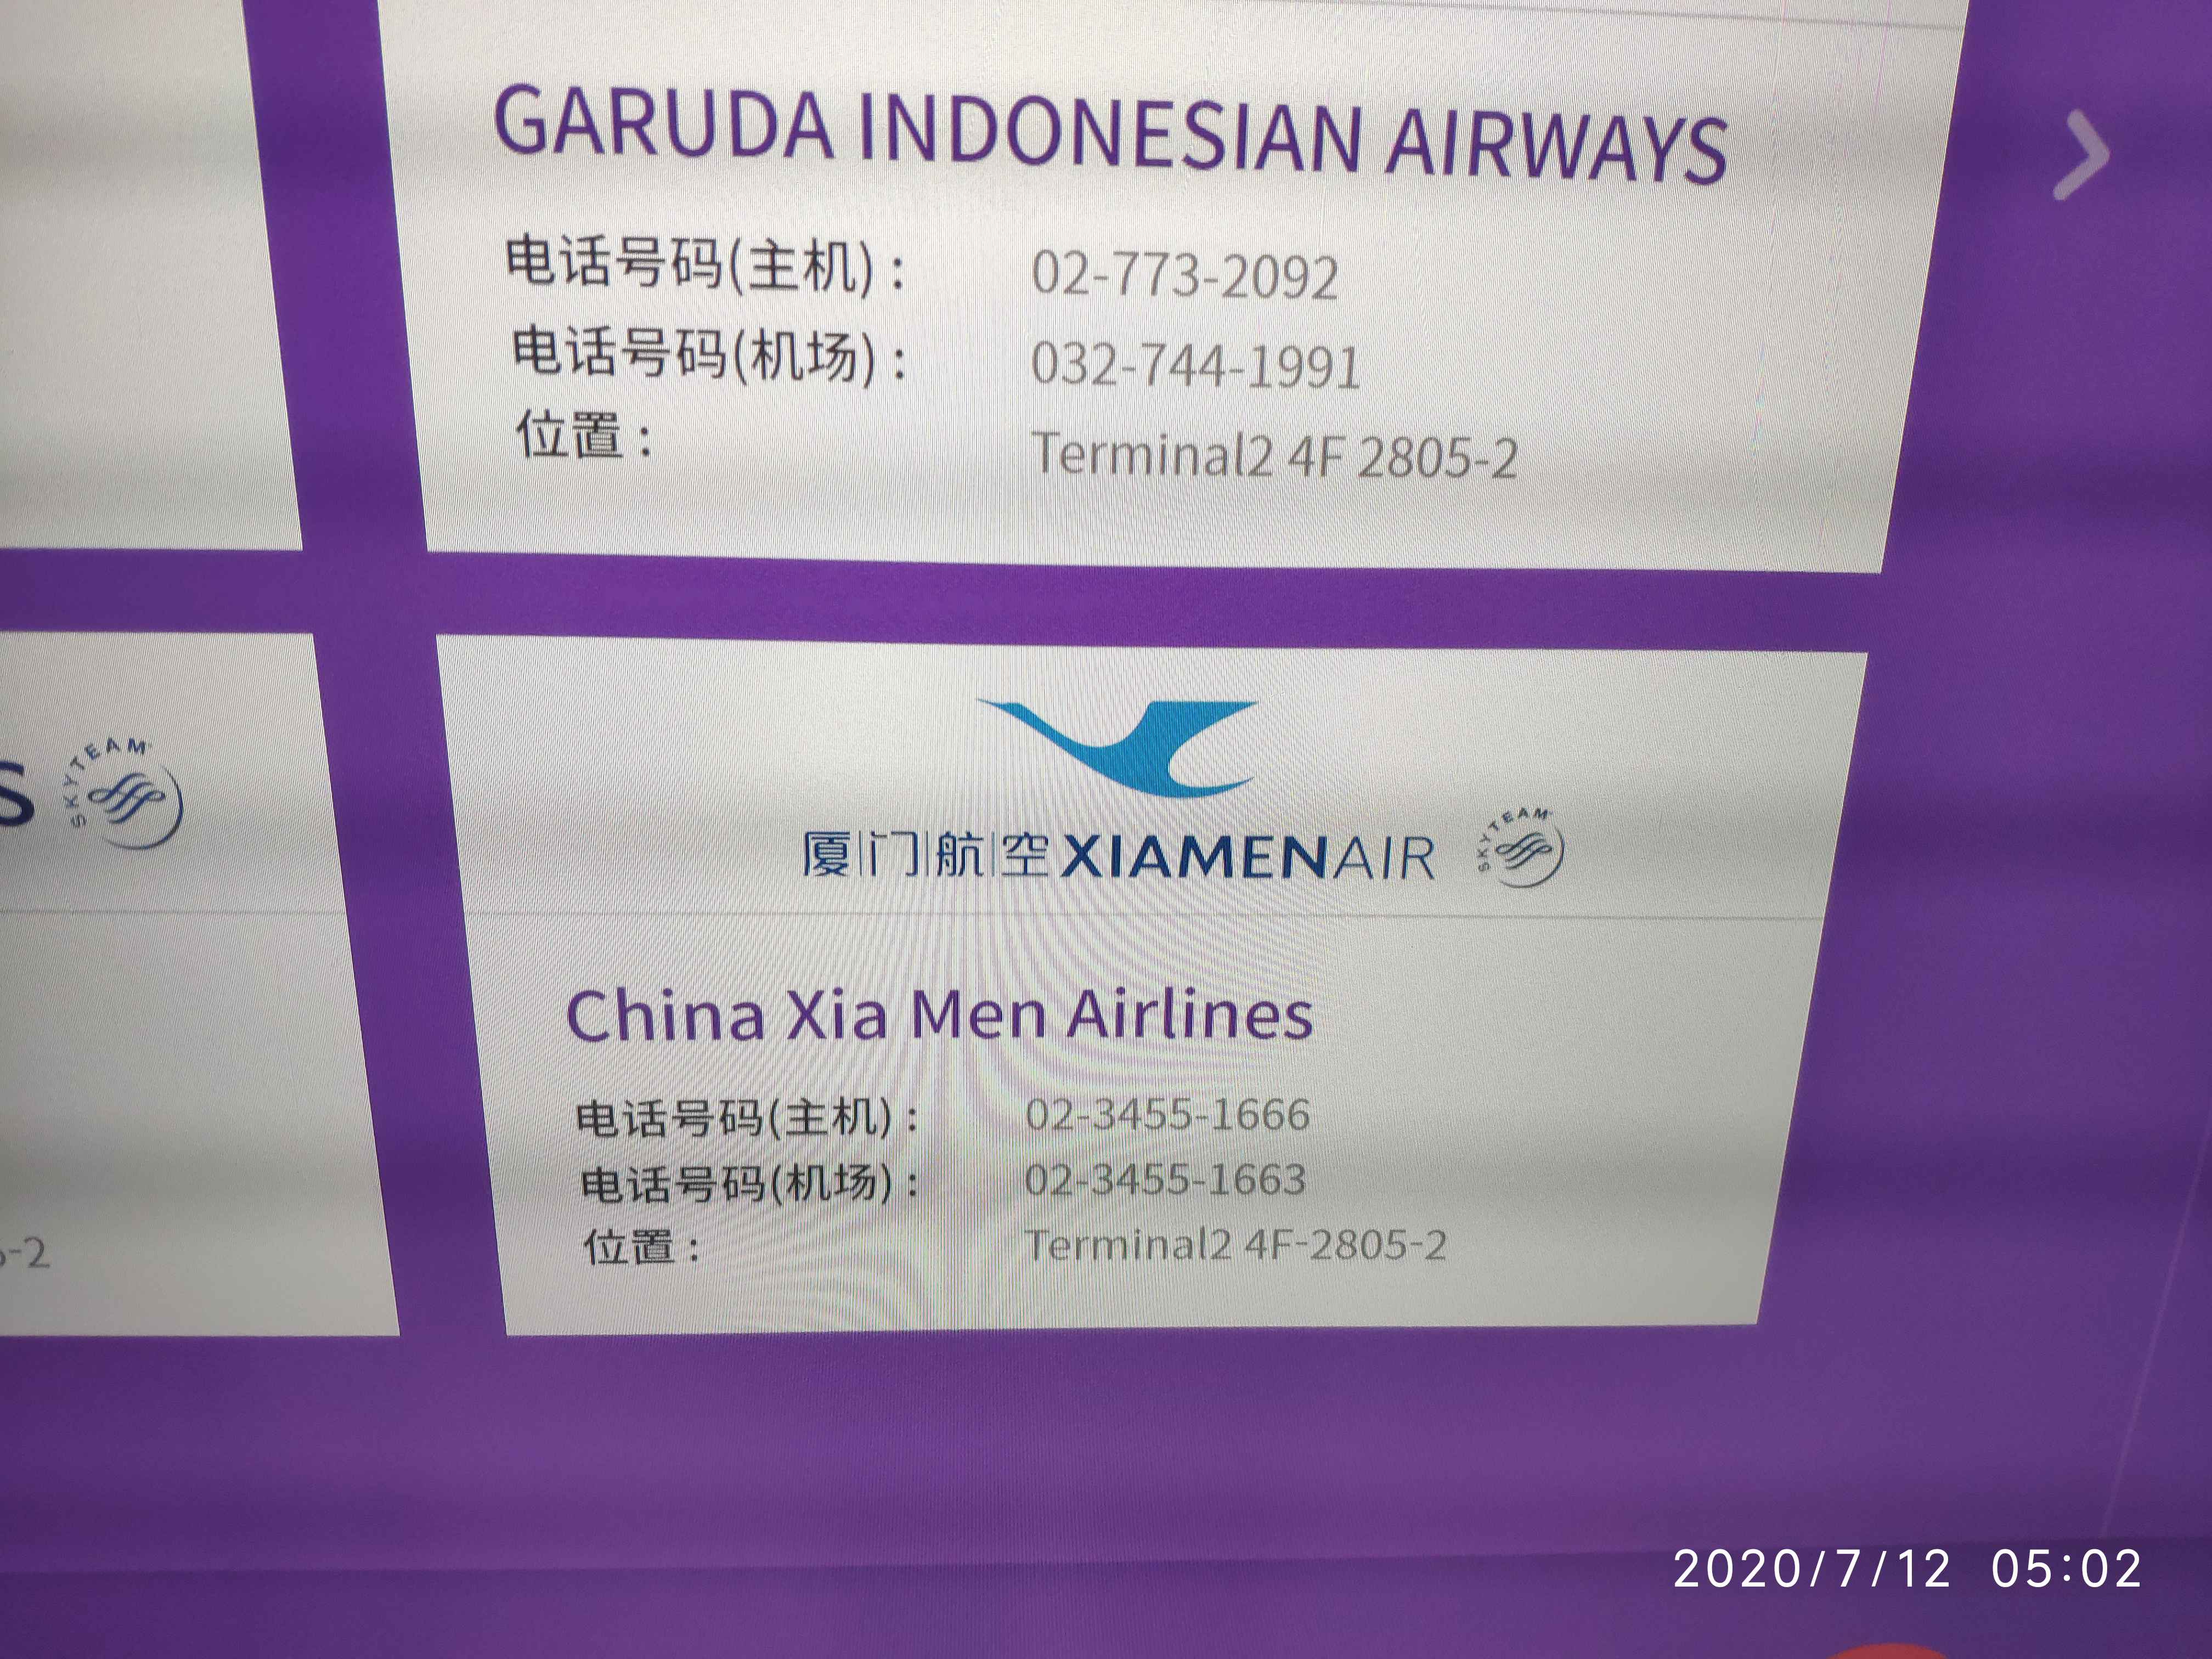 GARUDA INDONESIAN AIRWAYS
电话号码(主机) : 02-773-2092
电话号码(机场) : 032-744-1991
位置 : Terminal2 4F 2805-2
S SKYTEAM
厦门航空 XIAMENAIR SKYTEAM
China Xia Men Airlines
电话号码(主机) : 02-3455-1666
电话号码(机场) : 02-3455-1663
位置 : Terminal2 4F-2805-2
-2
2020/7/12 05:02